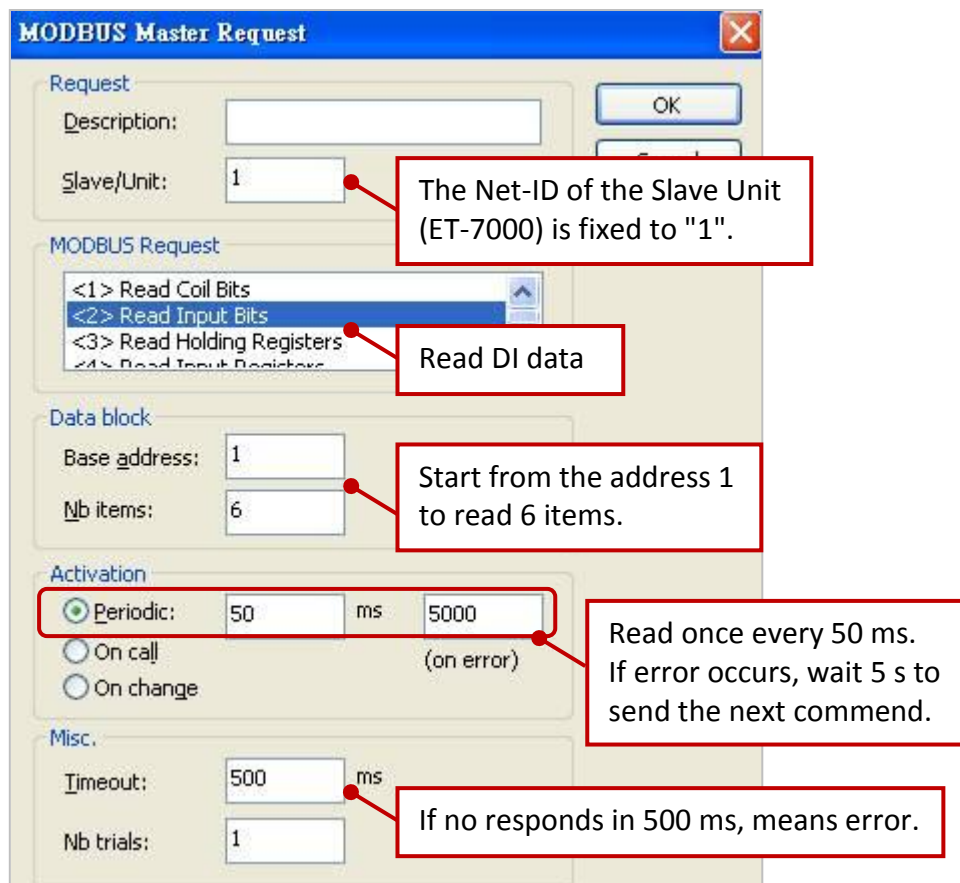 MODBUS Master Request
Request
OK
Description:
Slave/Unit:
1
The Net-ID of the Slave Unit
(ET-7000) is fixed to "1".
MODBUS Request
<1> Read Coil Bits
<2> Read Input Bits
<3> Read Holding Registers
<4> Read Input Registers
Read DI data
Data block
Base address:
1
Nb items:
6
Start from the address 1
to read 6 items.
Activation
Periodic:
50
ms
5000
On call
(on error)
On change
Read once every 50 ms.
If error occurs, wait 5 s to
send the next commend.
Misc.
Timeout:
500
ms
Nb trials:
1
If no responds in 500 ms, means error.